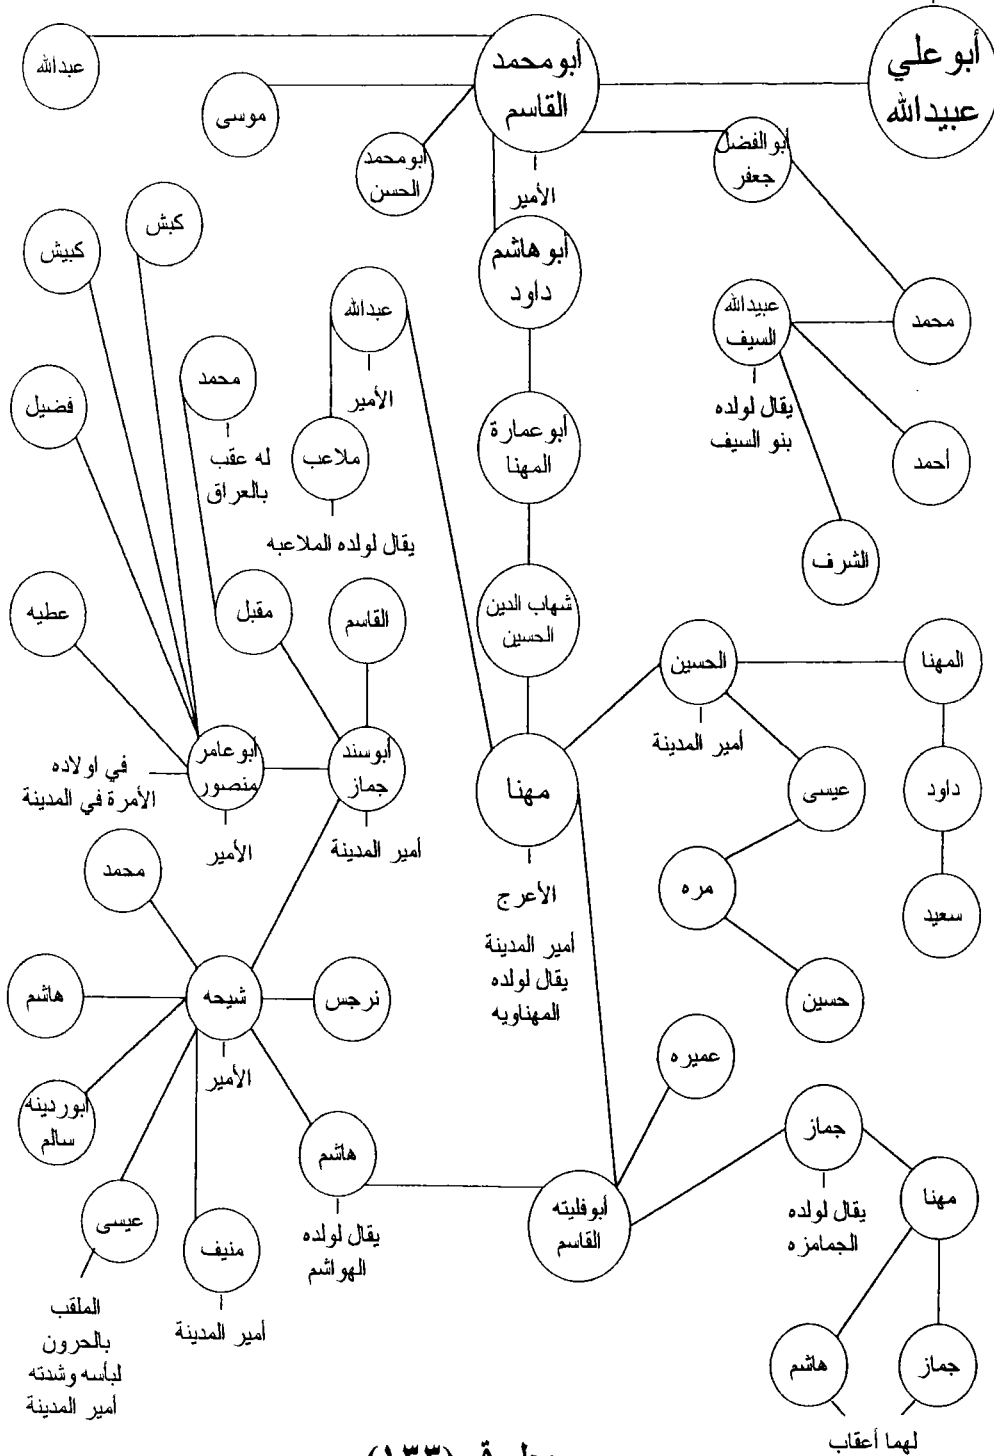 أبو علي
عبيدالله
أبو محمد
القاسم
الأمير
عبدالله
موسى
أبو محمد
الحسن
أبو الفضل
جعفر
محمد
عبيدالله
السيف
يقال لولده
بنو السيف
أحمد
الشرف
أبو هاشم
داود
أبو عمارة
المهنا
شهاب الدين
الحسين
مهنا
الأعرج
أمير المدينة
يقال لولده
المهناويه
عبدالله
الأمير
ملاعب
يقال لولده الملاعبه
الحسين
أمير المدينة
المهنا
داود
سعيد
عيسى
مره
حسين
أبو فليته
القاسم
عميره
جماز
يقال لولده
الجمامزه
مهنا
هاشم
جماز
لهما أعقاب
هاشم
يقال لولده
الهواشم
شيحه
الأمير
نرجس
محمد
هاشم
أبوردينه
سالم
عيسى
الملقب
بالحرون
لبأسه وشدته
أمير المدينة
منيف
أمير المدينة
أبوسند
جماز
أمير المدينة
القاسم
مقبل
محمد
له عقب
بالعراق
أبو عامر
منصور
الأمير
في اولاده
الأمرة في المدينة
كبش
كبيش
فضيل
عطيه
(١٣٣)